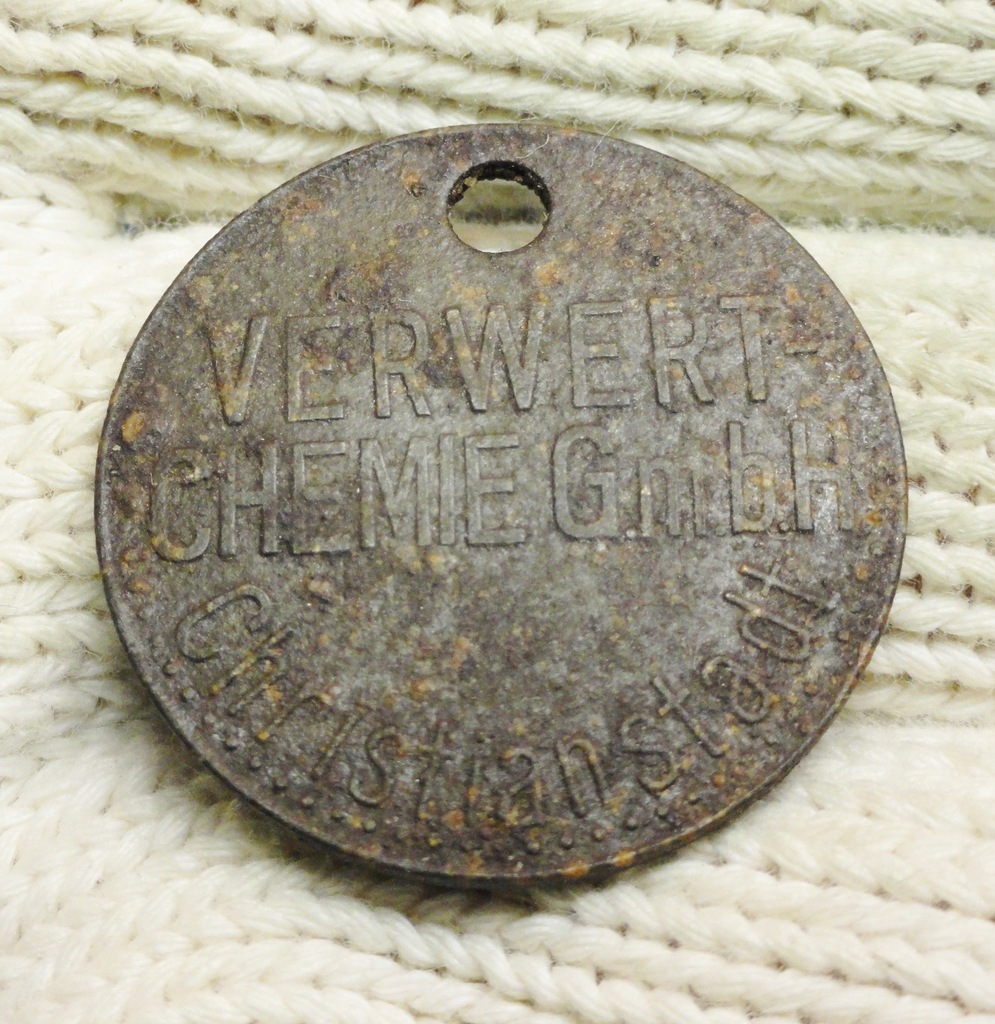 VERWERT-
CHEMIE G.m.b.H
Christianstadt